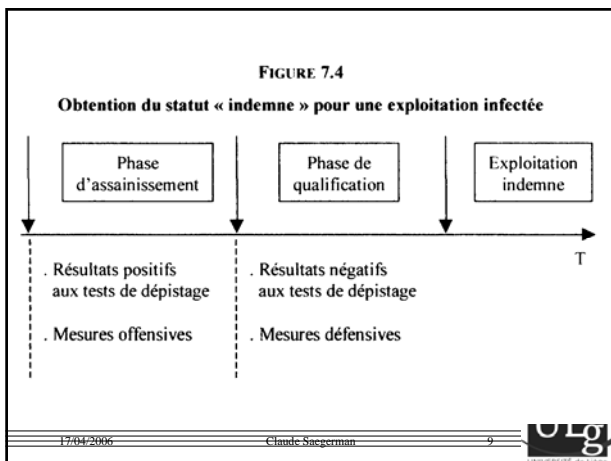 FIGURE 7.4
Obtention du statut « indemne » pour une exploitation infectée
Phase
d'assainissement
Phase de
qualification
Exploitation
indemne
T
. Résultats positifs
aux tests de dépistage
. Mesures offensives
. Résultats négatifs
aux tests de dépistage
. Mesures défensives
17/04/2006
Claude Saegerman
9